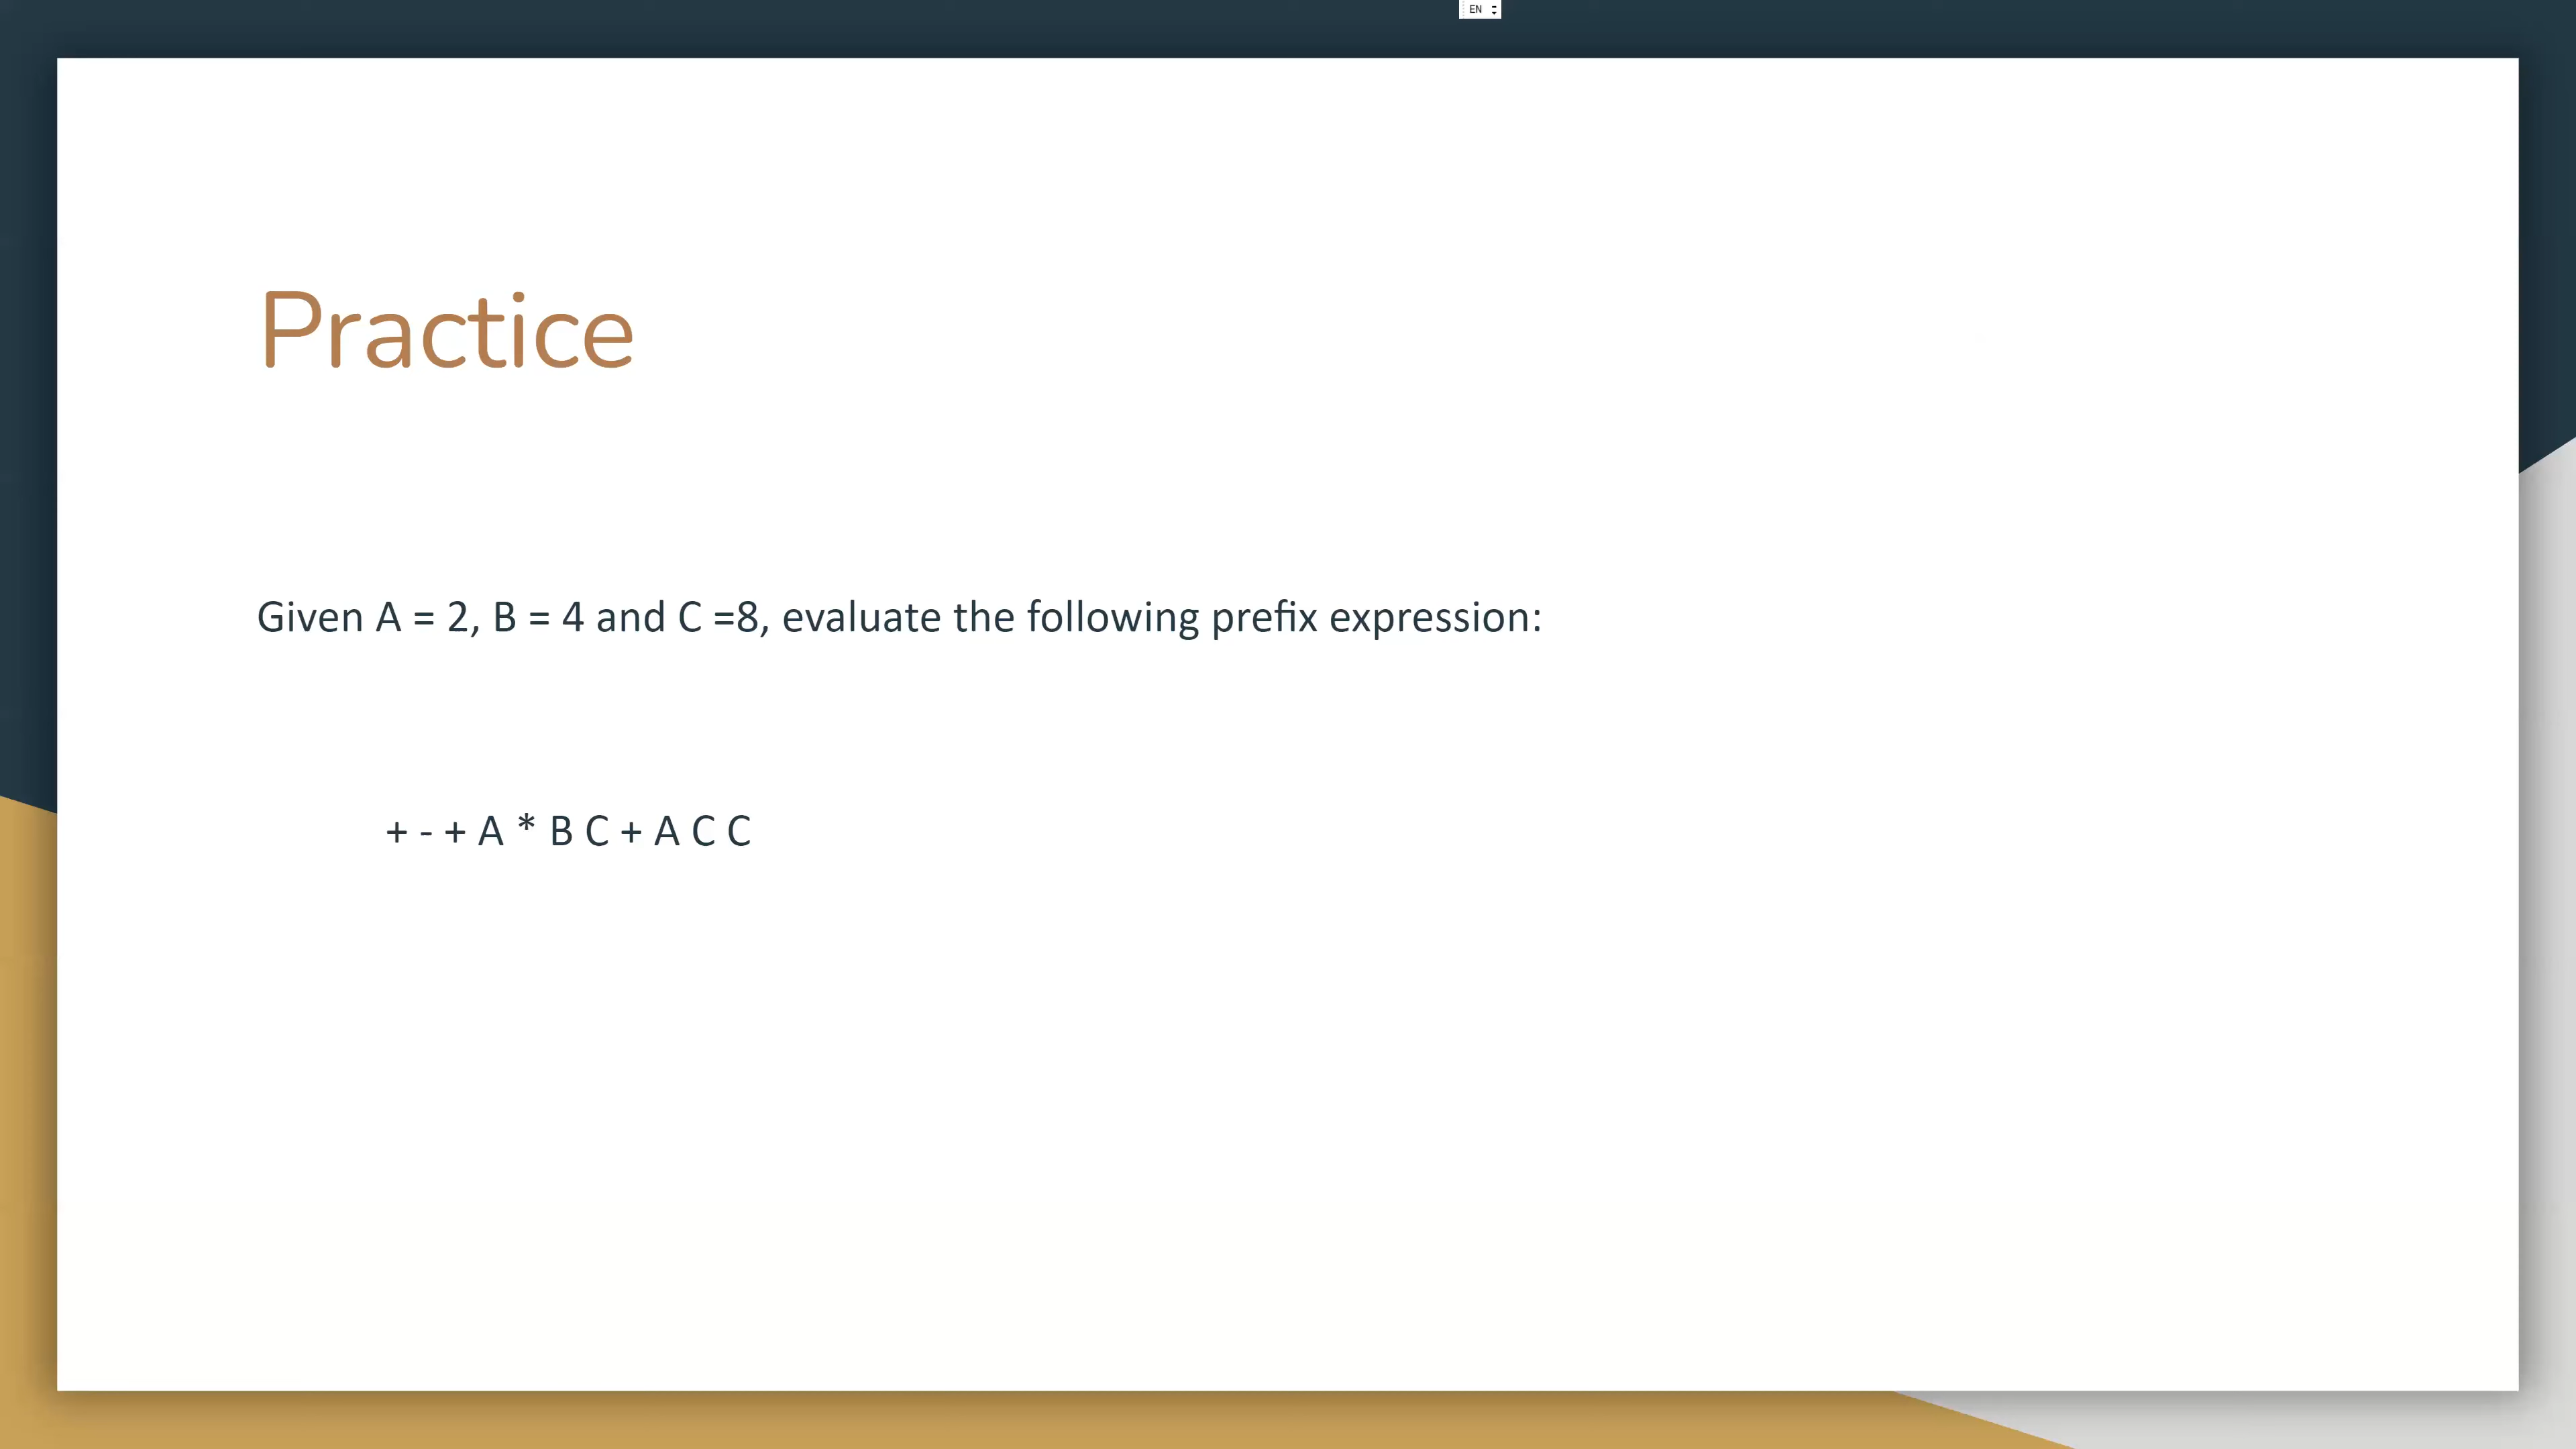 EN
Practice
Given A = 2, B = 4 and C =8, evaluate the following prefix expression:
+ - + A * B C + A C C